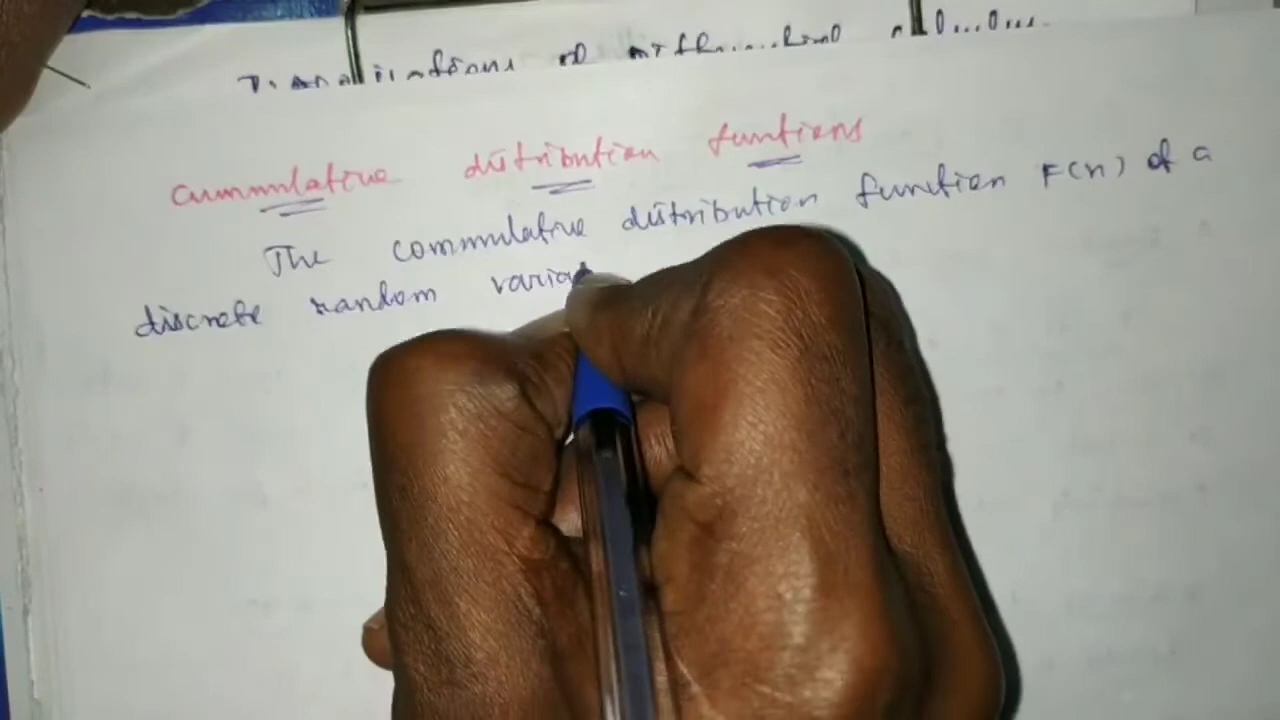 cummulative distribution funtions
The commulative distribution function F(x) of a
discrete random varia